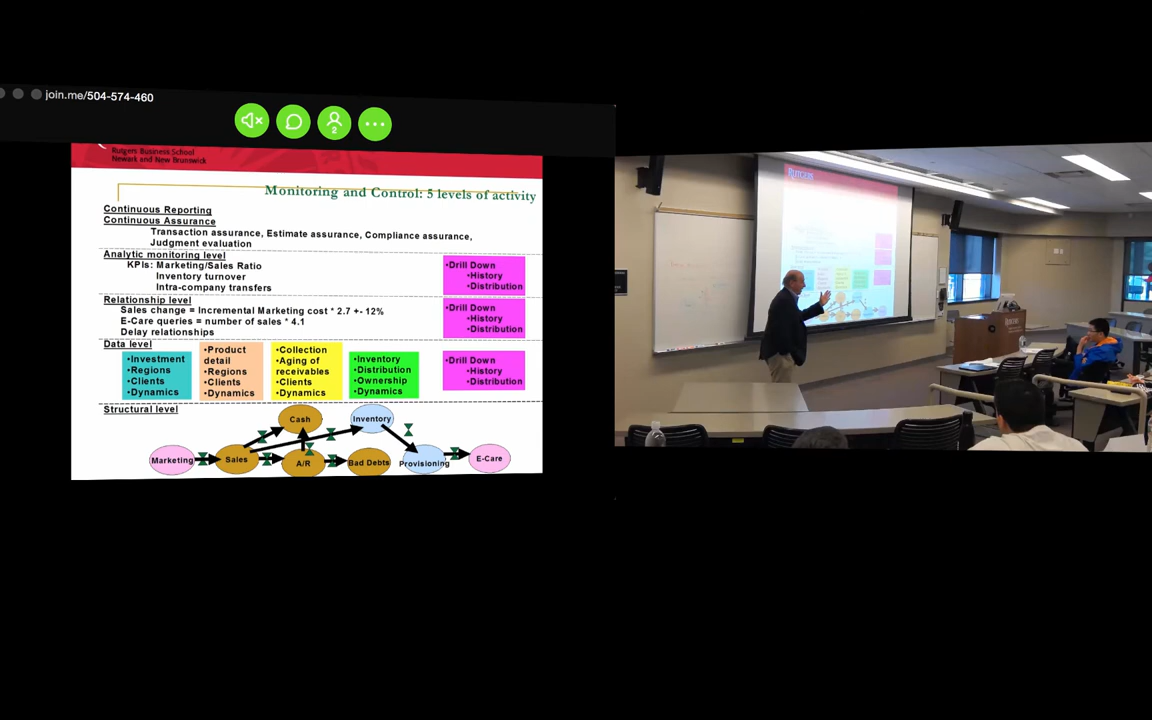 join.me/504-574-460
2
Rutgers Business School
Newark and New Brunswick
Monitoring and Control: 5 levels of activity
Continuous Reporting
Continuous Assurance
Transaction assurance, Estimate assurance, Compliance assurance,
Judgment evaluation
Analytic monitoring level
KPIs: Marketing/Sales Ratio
Inventory turnover
Intra-company transfers
•Drill Down
•History
•Distribution
Relationship level
Sales change = Incremental Marketing cost * 2.7 +- 12%
E-Care queries = number of sales * 4.1
Delay relationships
•Drill Down
•History
•Distribution
Data level
•Investment
•Regions
•Clients
•Dynamics
•Product
detail
•Regions
•Clients
•Dynamics
•Collection
•Aging of
receivables
•Clients
•Dynamics
•Inventory
•Distribution
•Ownership
•Dynamics
•Drill Down
•History
•Distribution
Structural level
Cash
Inventory
Marketing
Sales
A/R
Bad Debts
Provisioning
E-Care
RUTGERS